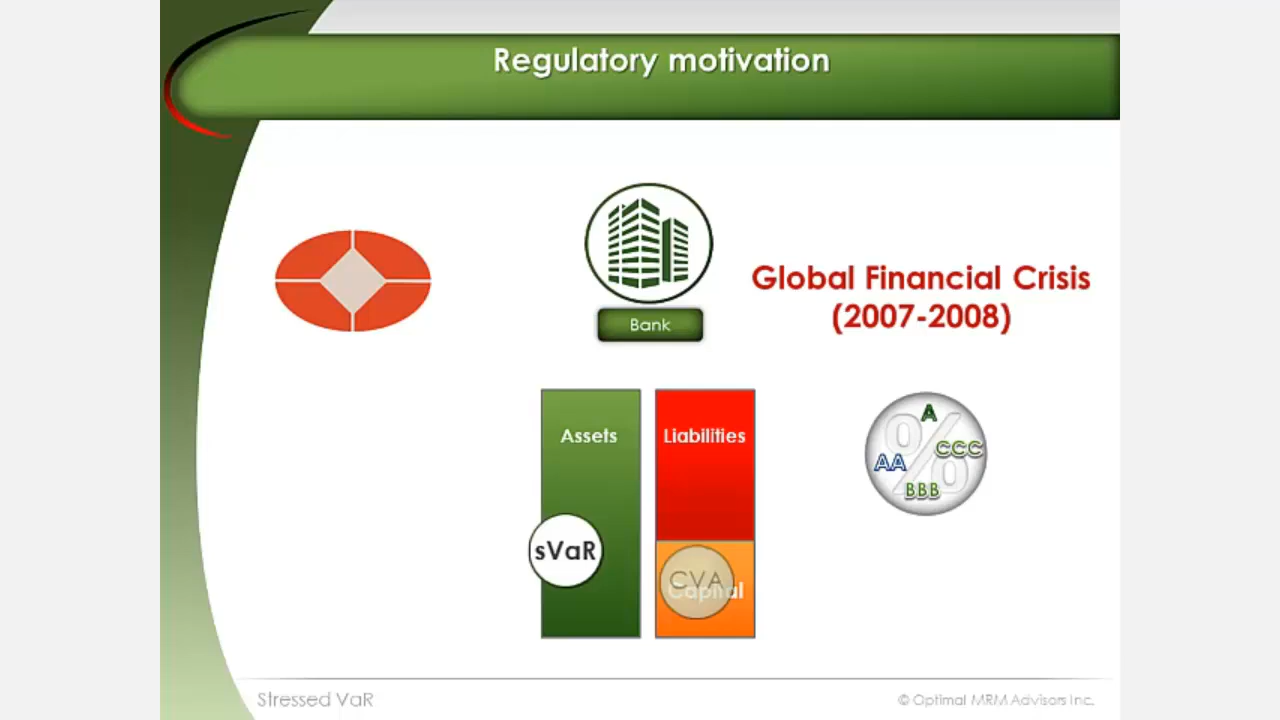 Regulatory motivation
Global Financial Crisis
(2007-2008)
Bank
Assets
Liabilities
A
CCC
AA
BBB
%
sVaR
CVA
Capital
Stressed VaR
© Optimal MRM Advisors Inc.